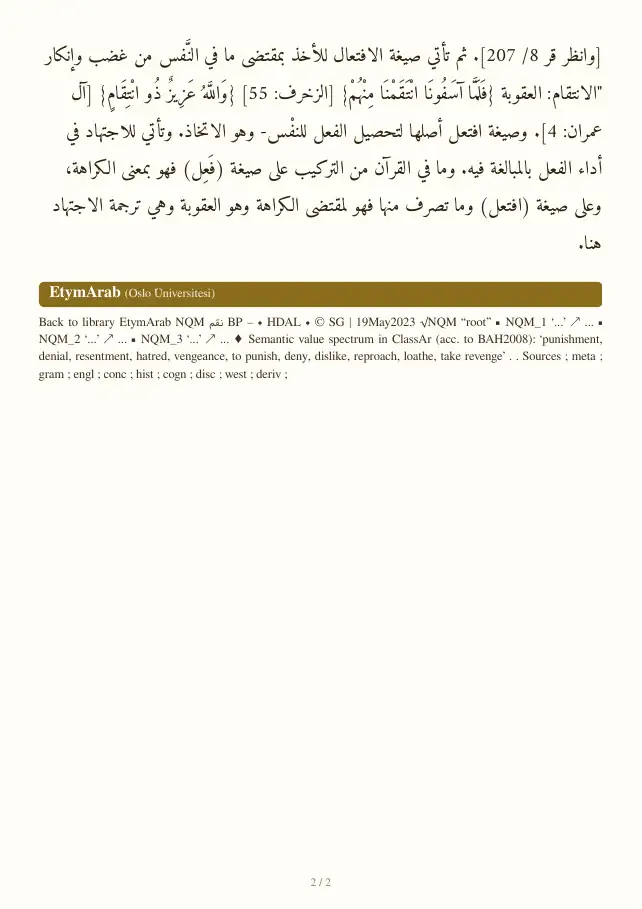 [وانظر قر 8/ 207]. ثم تأتي صيغة الافتعال للأخذ بمقتضى ما في النَّفس من غضب وإنكار
"الانتقام: العقوبة {فَلَمَّا آسَفُونَا انْتَقَمْنَا مِنْهُمْ} [الزخرف: 55] {وَاللَّهُ عَزِيزٌ ذُو انْتِقَامٍ} [آل
عمران: 4]. وصيغة افتعل أصلها لتحصيل الفعل للنفْس- وهو الاتخاذ. وتأتي للاجتهاد في
أداء الفعل بالمبالغة فيه. وما في القرآن من التركيب على صيغة (فَعِل) فهو بمعنى الكراهة،
وعلى صيغة (افتعل) وما تصرف منها فهو لمقتضى الكراهة وهو العقوبة وهي ترجمة الاجتهاد
هنا.
EtymArab (Oslo Üniversitesi)
Back to library EtymArab NQM نقم BP – • HDAL • © SG | 19May2023 √NQM “root” ▪ NQM_1 ‘...’ ↗ ... ▪
NQM_2 ‘...’ ↗ ... ▪ NQM_3 ‘...’ ↗ ... ♦ Semantic value spectrum in ClassAr (acc. to BAH2008): ‘punishment,
denial, resentment, hatred, vengeance, to punish, deny, dislike, reproach, loathe, take revenge’ . . Sources ; meta ;
gram ; engl ; conc ; hist ; cogn ; disc ; west ; deriv ;
2 / 2